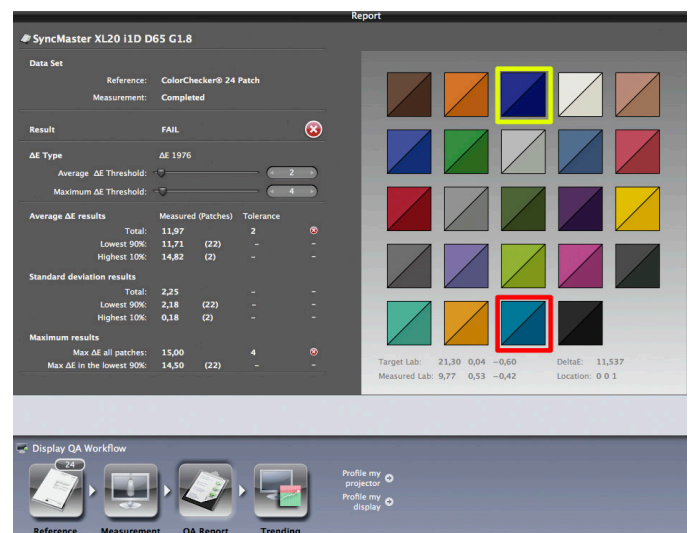 Report
SyncMaster XL20 i1D D65 G1.8
Data Set
Reference: ColorChecker® 24 Patch
Measurement: Completed
Result FAIL
ΔE Type ΔE 1976
Average ΔE Threshold: 2
Maximum ΔE Threshold: 4
Average ΔE results Measured (Patches) Tolerance
Total: 11,97 2
Lowest 90%: 11,71 (22) – –
Highest 10%: 14,82 (2) – –
Standard deviation results
Total: 2,25 – –
Lowest 90%: 2,18 (22) – –
Highest 10%: 0,18 (2) – –
Maximum results
Max ΔE all patches: 15,00 4
Max ΔE in the lowest 90%: 14,50 (22) – –
Target Lab: 21,30 0,04 −0,60 DeltaE: 11,537
Measured Lab: 9,77 0,53 −0,42 Location: 0 0 1
Display QA Workflow
24
Reference Measurement QA Report Trending
Profile my projector
Profile my display